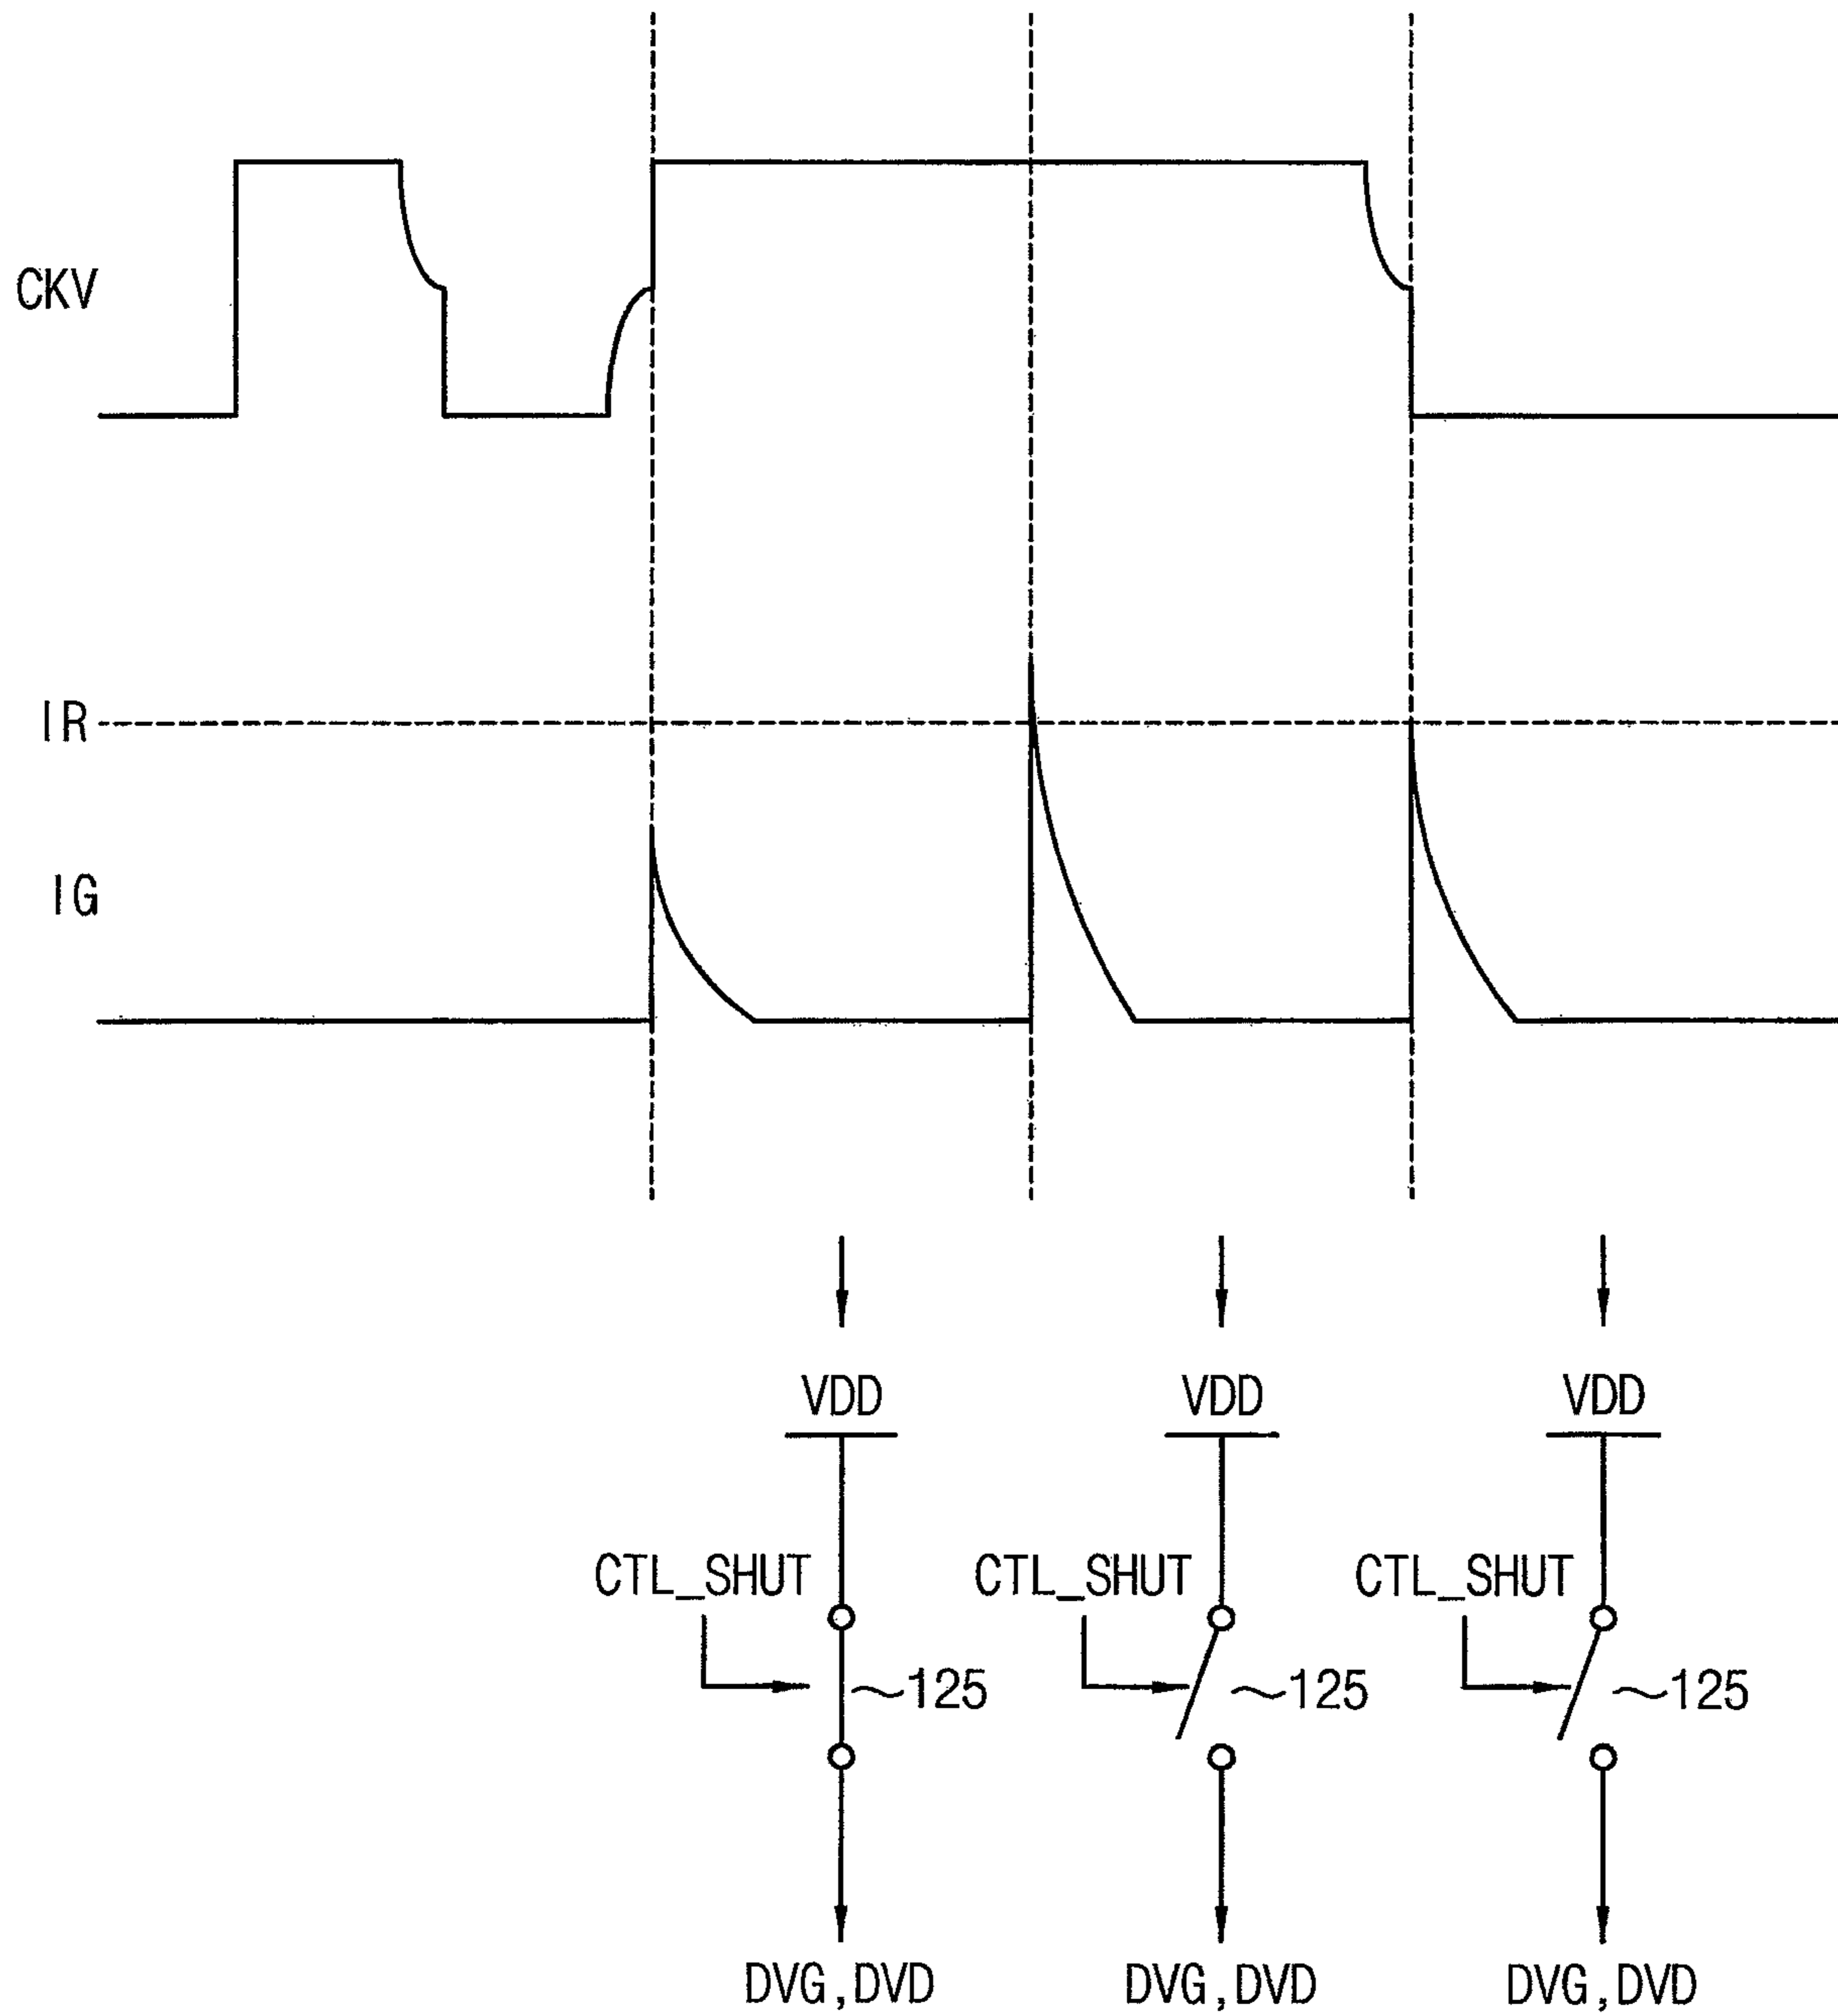 CKV
IR
IG
VDD VDD VDD
CTL_SHUT CTL_SHUT CTL_SHUT
~125 ~125 ~125
DVG,DVD DVG,DVD DVG,DVD